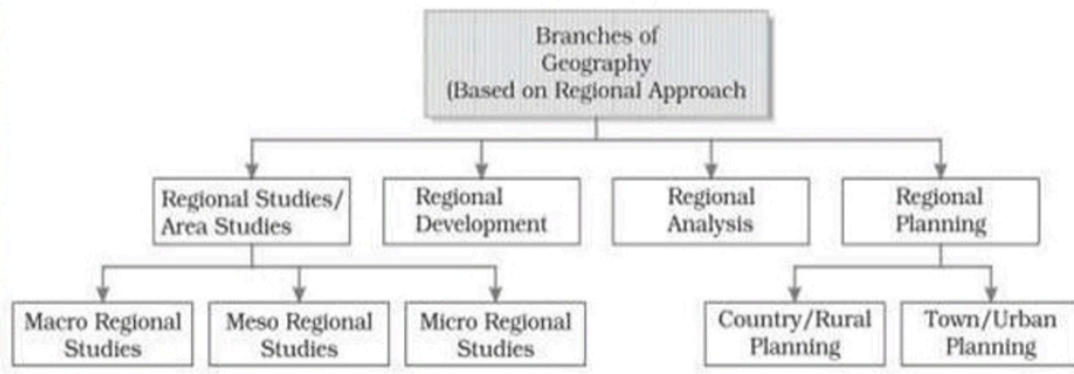 Branches of
Geography
(Based on Regional Approach
Regional Studies/
Area Studies
Regional
Development
Regional
Analysis
Regional
Planning
Macro Regional
Studies
Meso Regional
Studies
Micro Regional
Studies
Country/Rural
Planning
Town/Urban
Planning